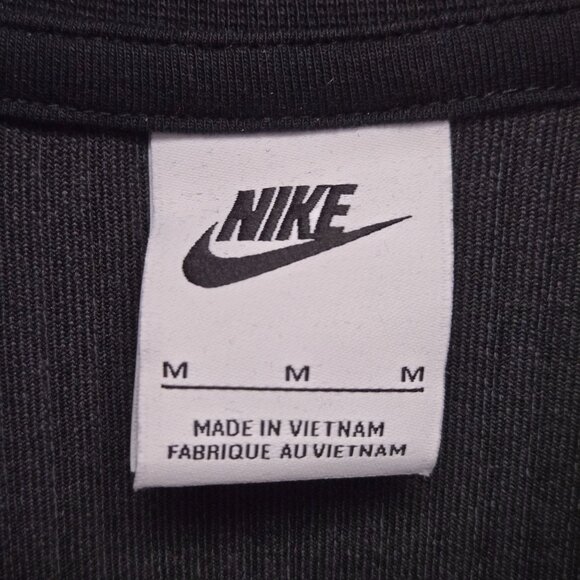 NIKE
M M M
MADE IN VIETNAM
FABRIQUE AU VIETNAM